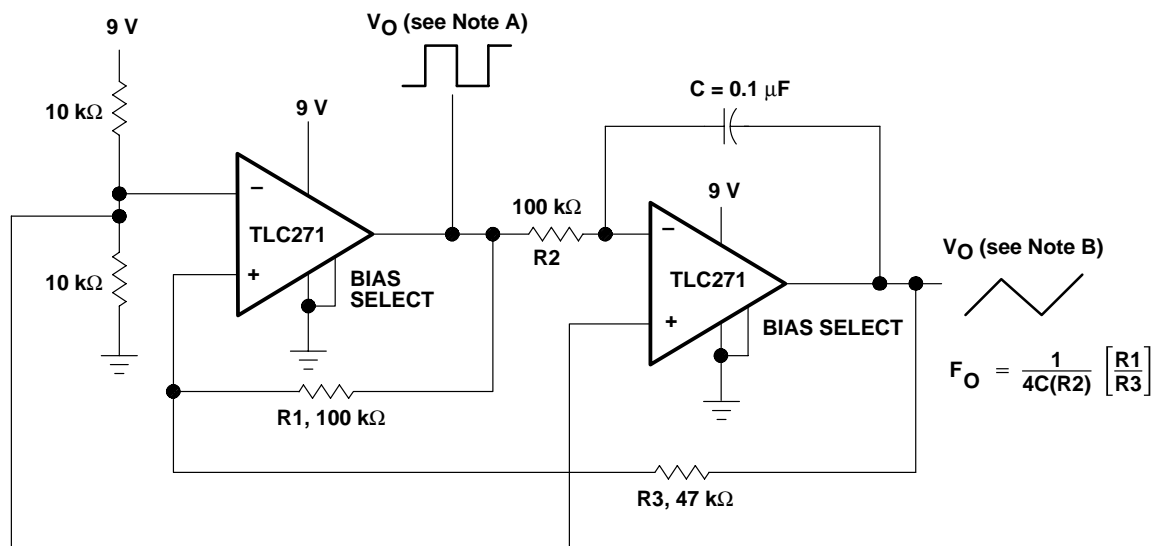 9 V
VO (see Note A)
10 kΩ
9 V
C = 0.1 μF
−
TLC271
+
10 kΩ
BIAS
SELECT
100 kΩ
R2
9 V
−
TLC271
+
BIAS SELECT
VO (see Note B)
FO = 1/4C(R2) [R1/R3]
R1, 100 kΩ
R3, 47 kΩ